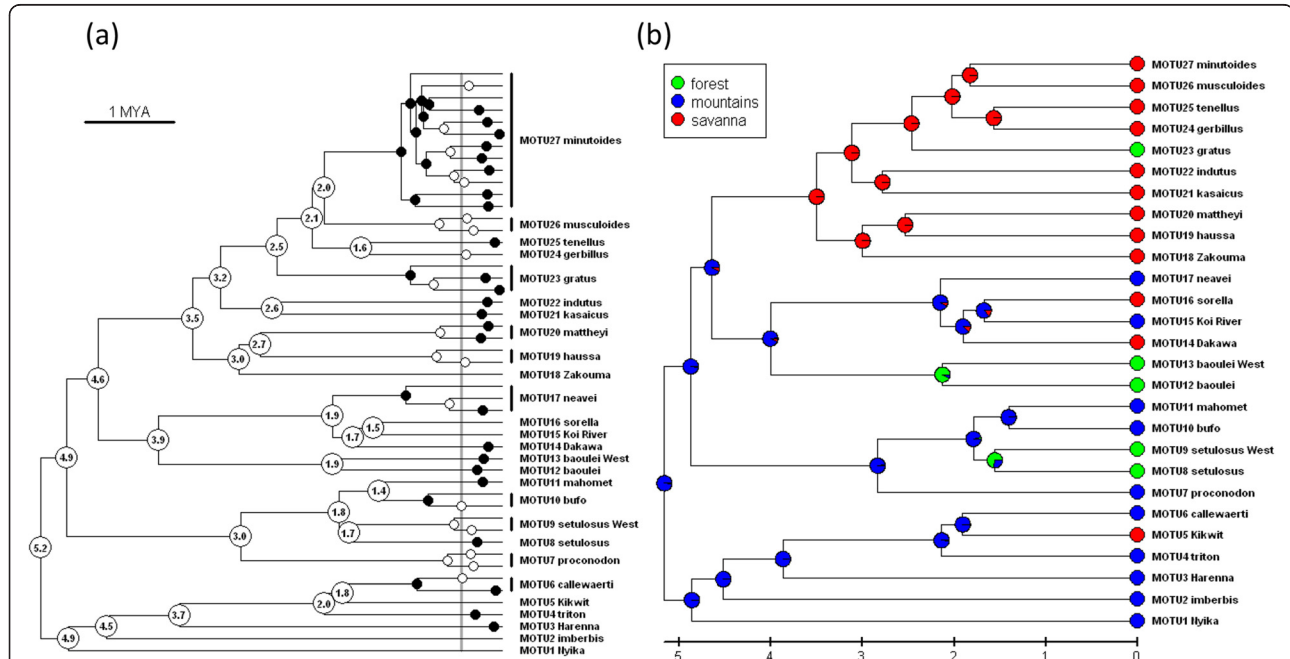 (a)
1 MYA
2.0
2.1
1.6
2.5
3.2
2.6
3.5
2.7
3.0
4.6
1.9
1.5
1.7
3.9
1.9
4.9
1.4
1.8
1.7
3.0
5.2
1.8
2.0
3.7
4.5
4.9
MOTU27 minutoides
MOTU26 musculoides
MOTU25 tenellus
MOTU24 gerbillus
MOTU23 gratus
MOTU22 indutus
MOTU21 kasaicus
MOTU20 mattheyi
MOTU19 haussa
MOTU18 Zakouma
MOTU17 neavei
MOTU16 sorella
MOTU15 Koi River
MOTU14 Dakawa
MOTU13 baoulei West
MOTU12 baoulei
MOTU11 mahomet
MOTU10 bufo
MOTU9 setulosus West
MOTU8 setulosus
MOTU7 proconodon
MOTU6 callewaerti
MOTU5 Kikwit
MOTU4 triton
MOTU3 Harenna
MOTU2 imberbis
MOTU1 Nyika
(b)
forest
mountains
savanna
MOTU27 minutoides
MOTU26 musculoides
MOTU25 tenellus
MOTU24 gerbillus
MOTU23 gratus
MOTU22 indutus
MOTU21 kasaicus
MOTU20 mattheyi
MOTU19 haussa
MOTU18 Zakouma
MOTU17 neavei
MOTU16 sorella
MOTU15 Koi River
MOTU14 Dakawa
MOTU13 baoulei West
MOTU12 baoulei
MOTU11 mahomet
MOTU10 bufo
MOTU9 setulosus West
MOTU8 setulosus
MOTU7 proconodon
MOTU6 callewaerti
MOTU5 Kikwit
MOTU4 triton
MOTU3 Harenna
MOTU2 imberbis
MOTU1 Nyika
5 4 3 2 1 0